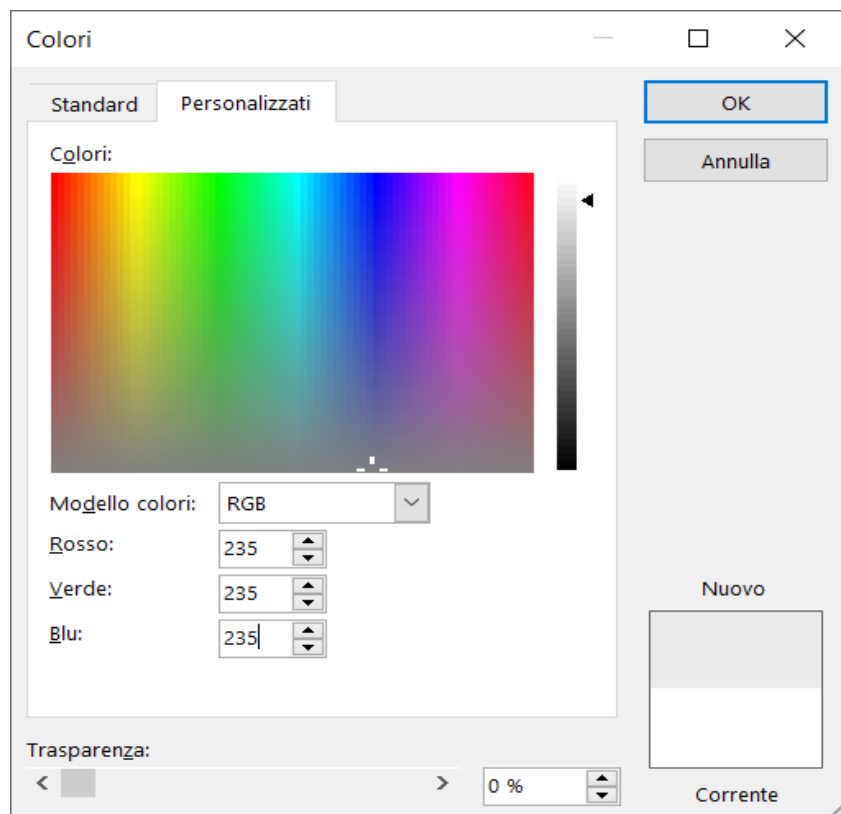 Colori
Standard Personalizzati
OK
Annulla
Colori:
Modello colori: RGB
Rosso: 235
Verde: 235
Blu: 235
Nuovo
Corrente
Trasparenza:
0 %